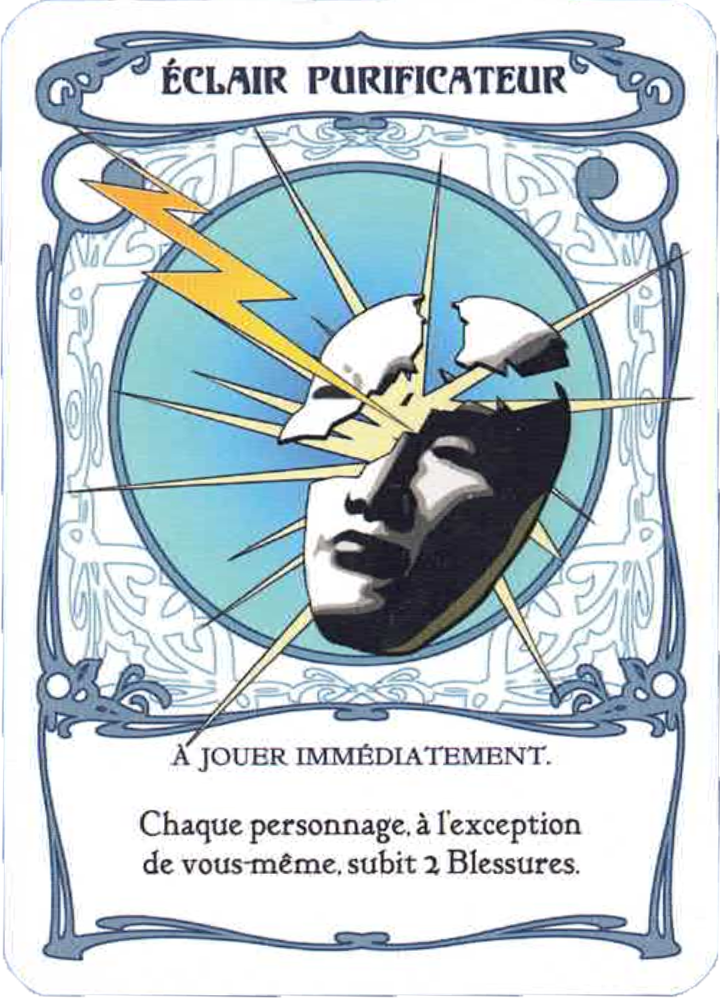 ÉCLAIR PURIFICATEUR
À JOUER IMMÉDIATEMENT.
Chaque personnage, à l'exception
de vous-même, subit 2 Blessures.